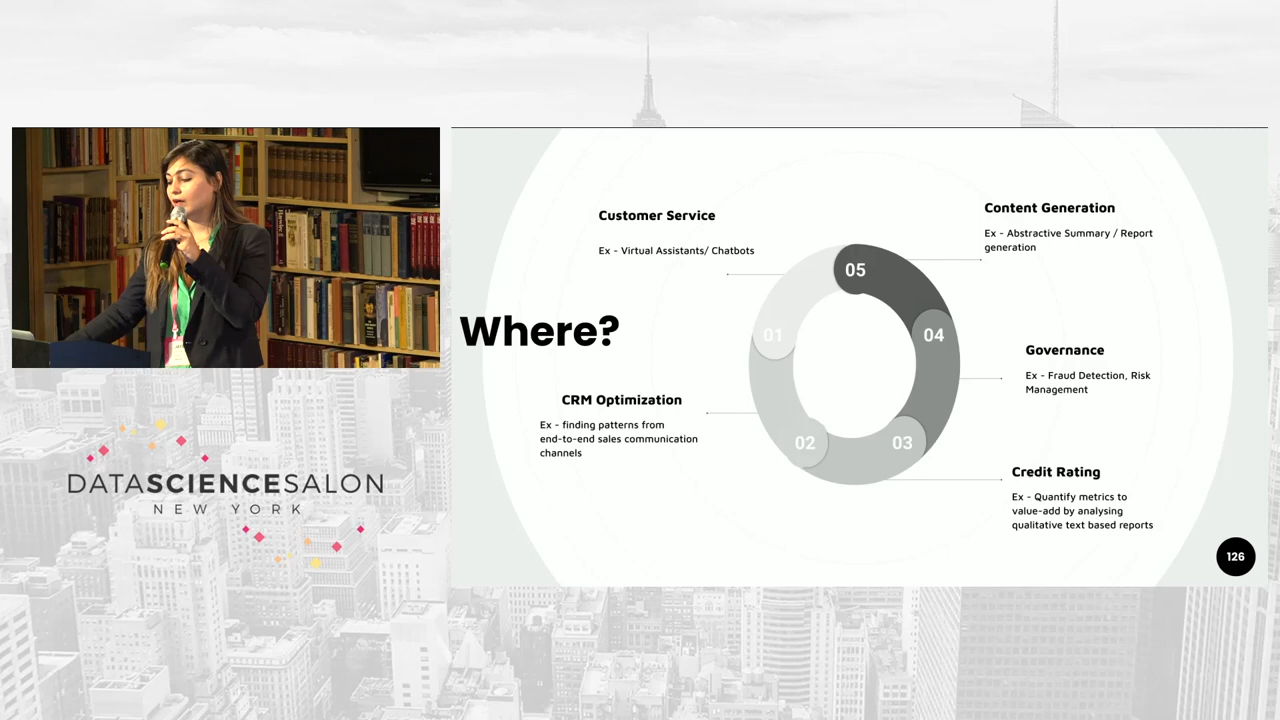 Customer Service
Ex - Virtual Assistants/ Chatbots
Content Generation
Ex - Abstractive Summary / Report
generation
Where?
05
01
04
02
03
Governance
Ex - Fraud Detection, Risk
Management
CRM Optimization
Ex - finding patterns from
end-to-end sales communication
channels
Credit Rating
Ex - Quantify metrics to
value-add by analysing
qualitative text based reports
126
DATASCIENCESALON
NEW YORK